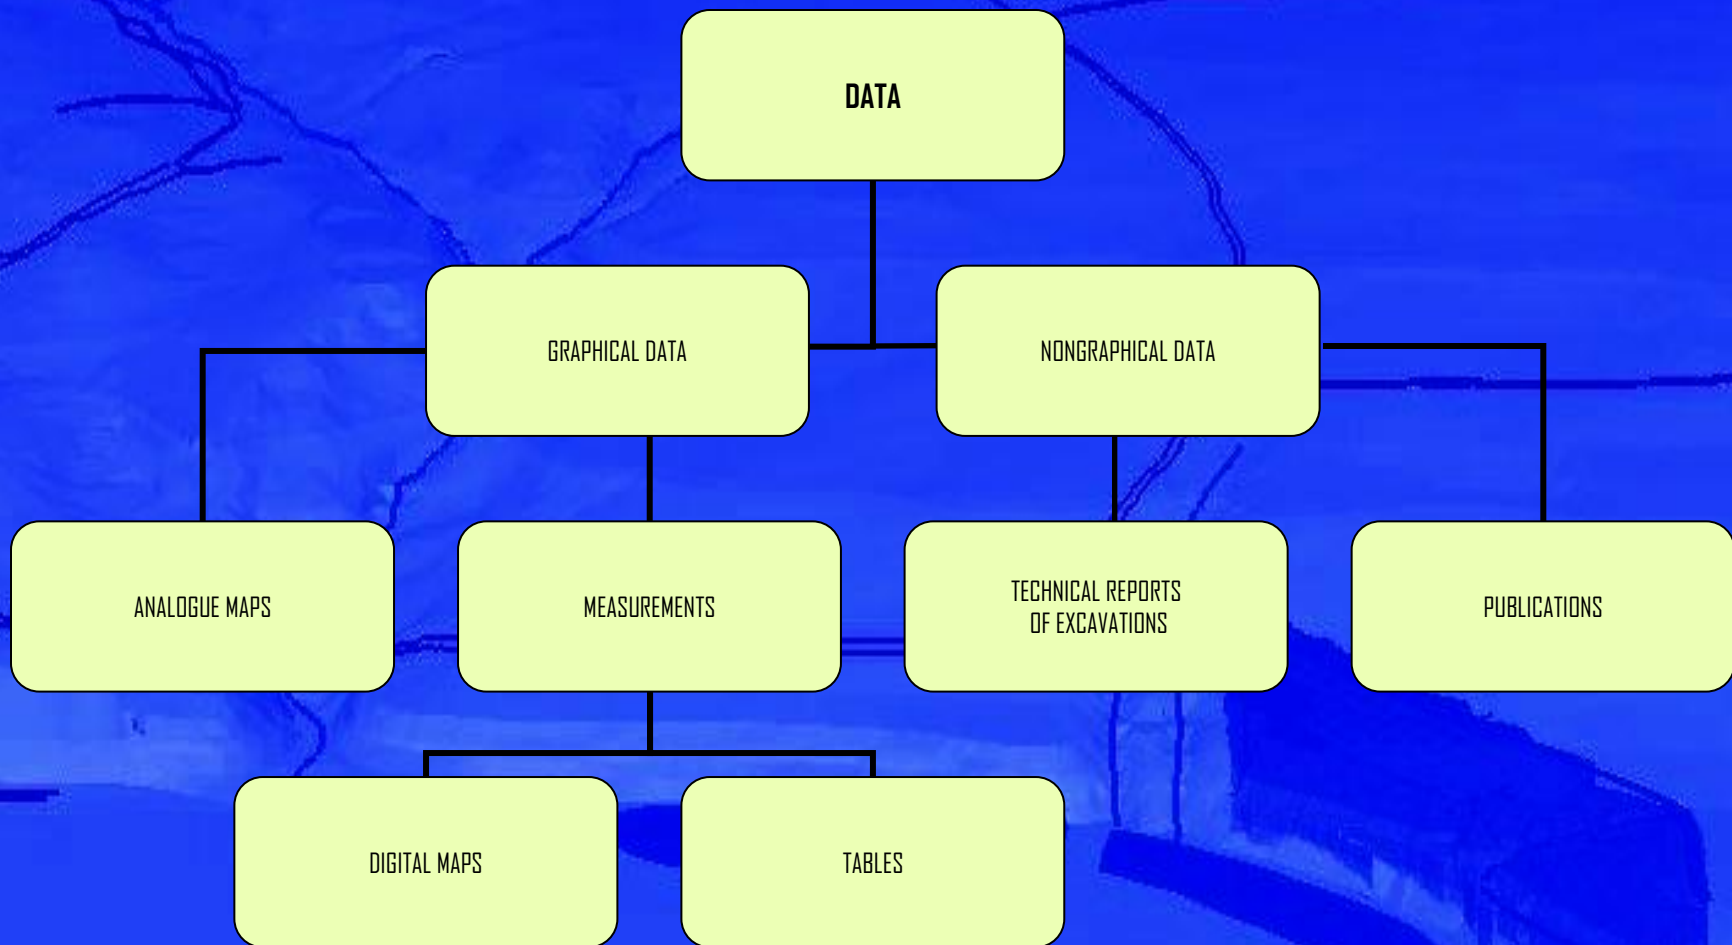 DATA
GRAPHICAL DATA
NONGRAPHICAL DATA
ANALOGUE MAPS
MEASUREMENTS
TECHNICAL REPORTS
OF EXCAVATIONS
PUBLICATIONS
DIGITAL MAPS
TABLES